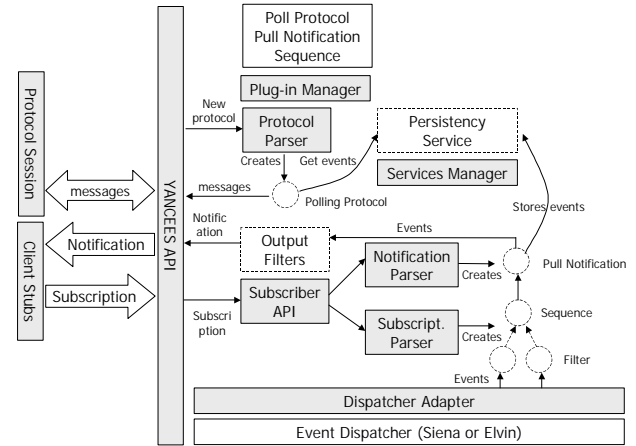 Poll Protocol
Pull Notification
Sequence
Plug-in Manager
New
protocol
Protocol
Parser
Persistency
Service
Creates
Get events
Services Manager
messages
Polling Protocol
Stores events
Protocol Session
messages
YANCEES API
Notific
ation
Events
Output
Filters
Notification
Parser
Creates
Pull Notification
Client Stubs
Notification
Subscription
Subscriber
API
Subscri
ption
Subscript.
Parser
Creates
Sequence
Filter
Events
Dispatcher Adapter
Event Dispatcher (Siena or Elvin)